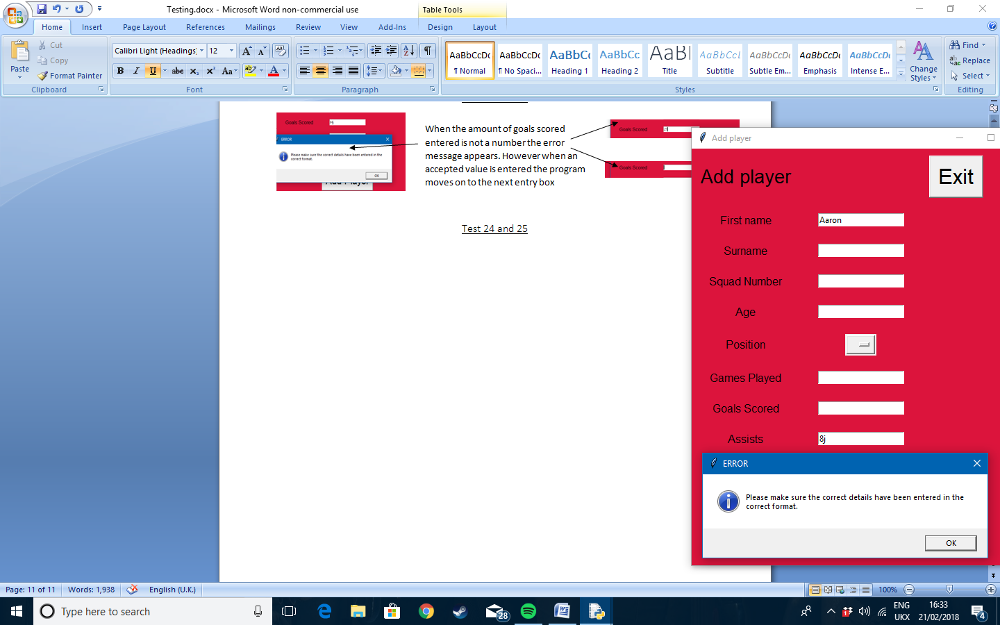 Testing.docx - Microsoft Word non-commercial use
Table Tools
Home Insert Page Layout References Mailings Review View Add-Ins Design Layout
Paste
Cut
Copy
Format Painter
Clipboard
Calibri Light (Headings) 12
B I U abc x₂ x² Aa
Font
Paragraph
AaBbCcDc AaBbCcDc AaBbC AaBbCc AaB AaBbCcL AaBbCcDc AaBbCcDc AaBbCcDc
¶ Normal ¶ No Spaci... Heading 1 Heading 2 Title Subtitle Subtle Em... Emphasis Intense E...
Change
Styles
Styles
Find
Replace
Select
Editing
Goals Scored
ERROR
Please make sure the correct details have been entered in the
correct format.
OK
Add Player
When the amount of goals scored
entered is not a number the error
message appears. However when an
accepted value is entered the program
moves on to the next entry box
Goals Scored
Goals Scored
Test 24 and 25
Add player
Add player
Exit
First name Aaron
Surname
Squad Number
Age
Position
Games Played
Goals Scored
Assists 8j
ERROR
Please make sure the correct details have been entered in the
correct format.
OK
Page: 11 of 11 Words: 1,938 English (U.K.) 100%
Type here to search
28
ENG
UKX
16:33
21/02/2018
4